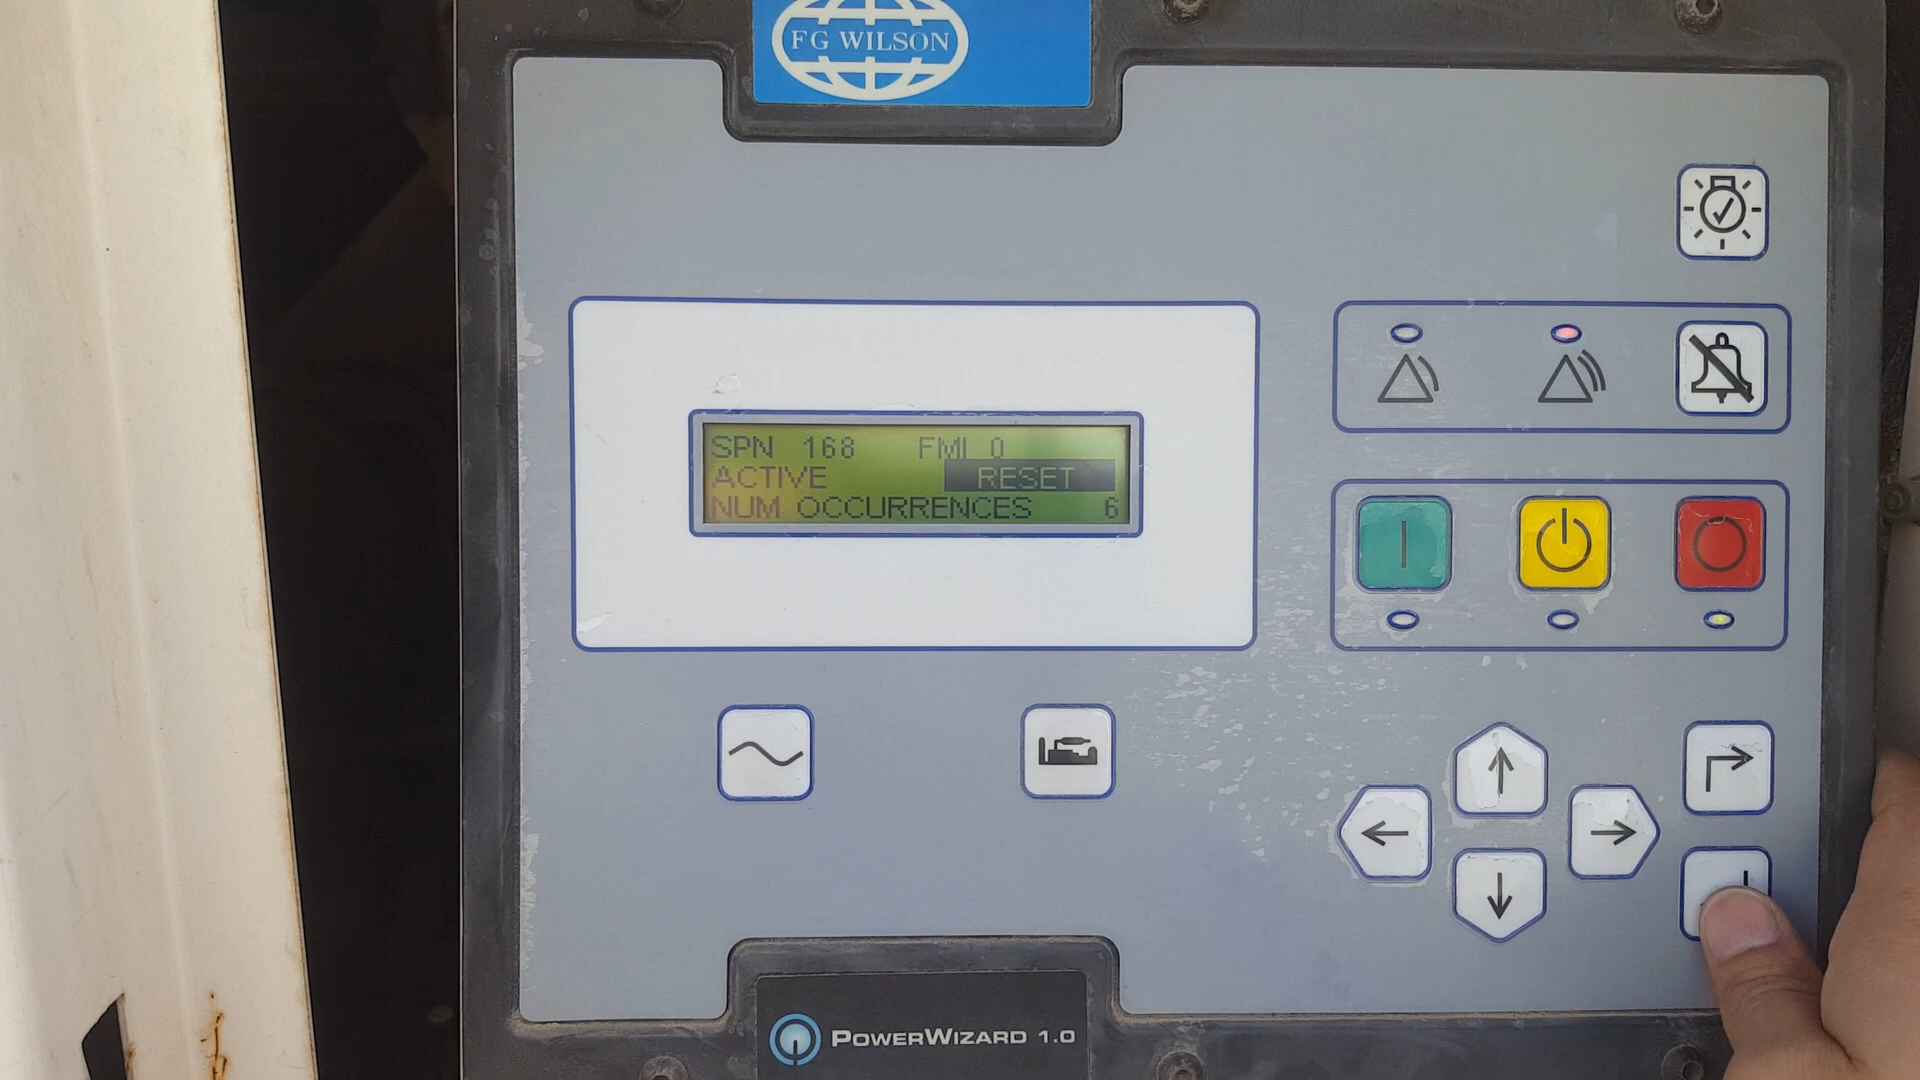 FG WILSON
SPN 168 FMI 0
ACTIVE RESET
NUM OCCURRENCES 6
POWERWIZARD 1.0